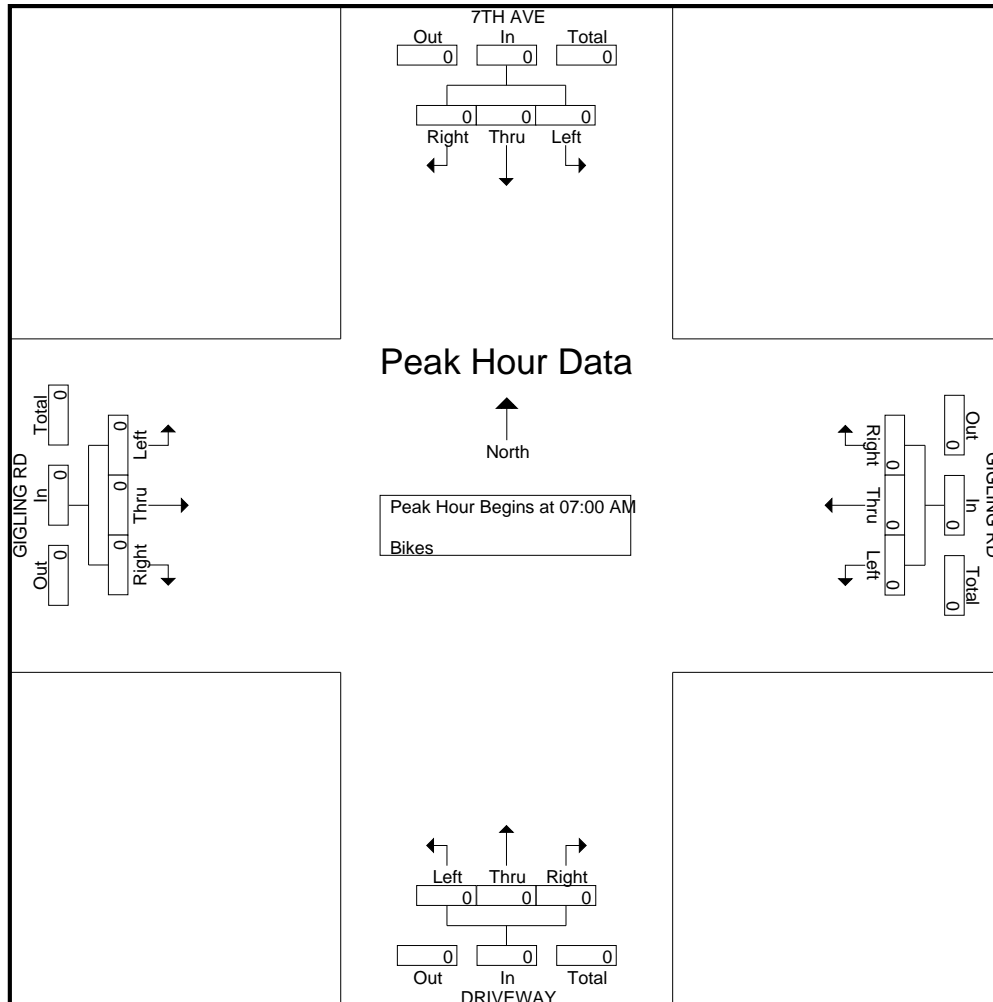 7TH AVE
Out In Total
0 0 0
0 0 0
Right Thru Left
Peak Hour Data
North
Peak Hour Begins at 07:00 AM
Bikes
GIGLING RD
Out In Total
0 0 0
0 0 0
Right Thru Left
GIGLING RD
Total In Out
0 0 0
0 0 0
Left Thru Right
Left Thru Right
0 0 0
0 0 0
Out In Total
DRIVEWAY